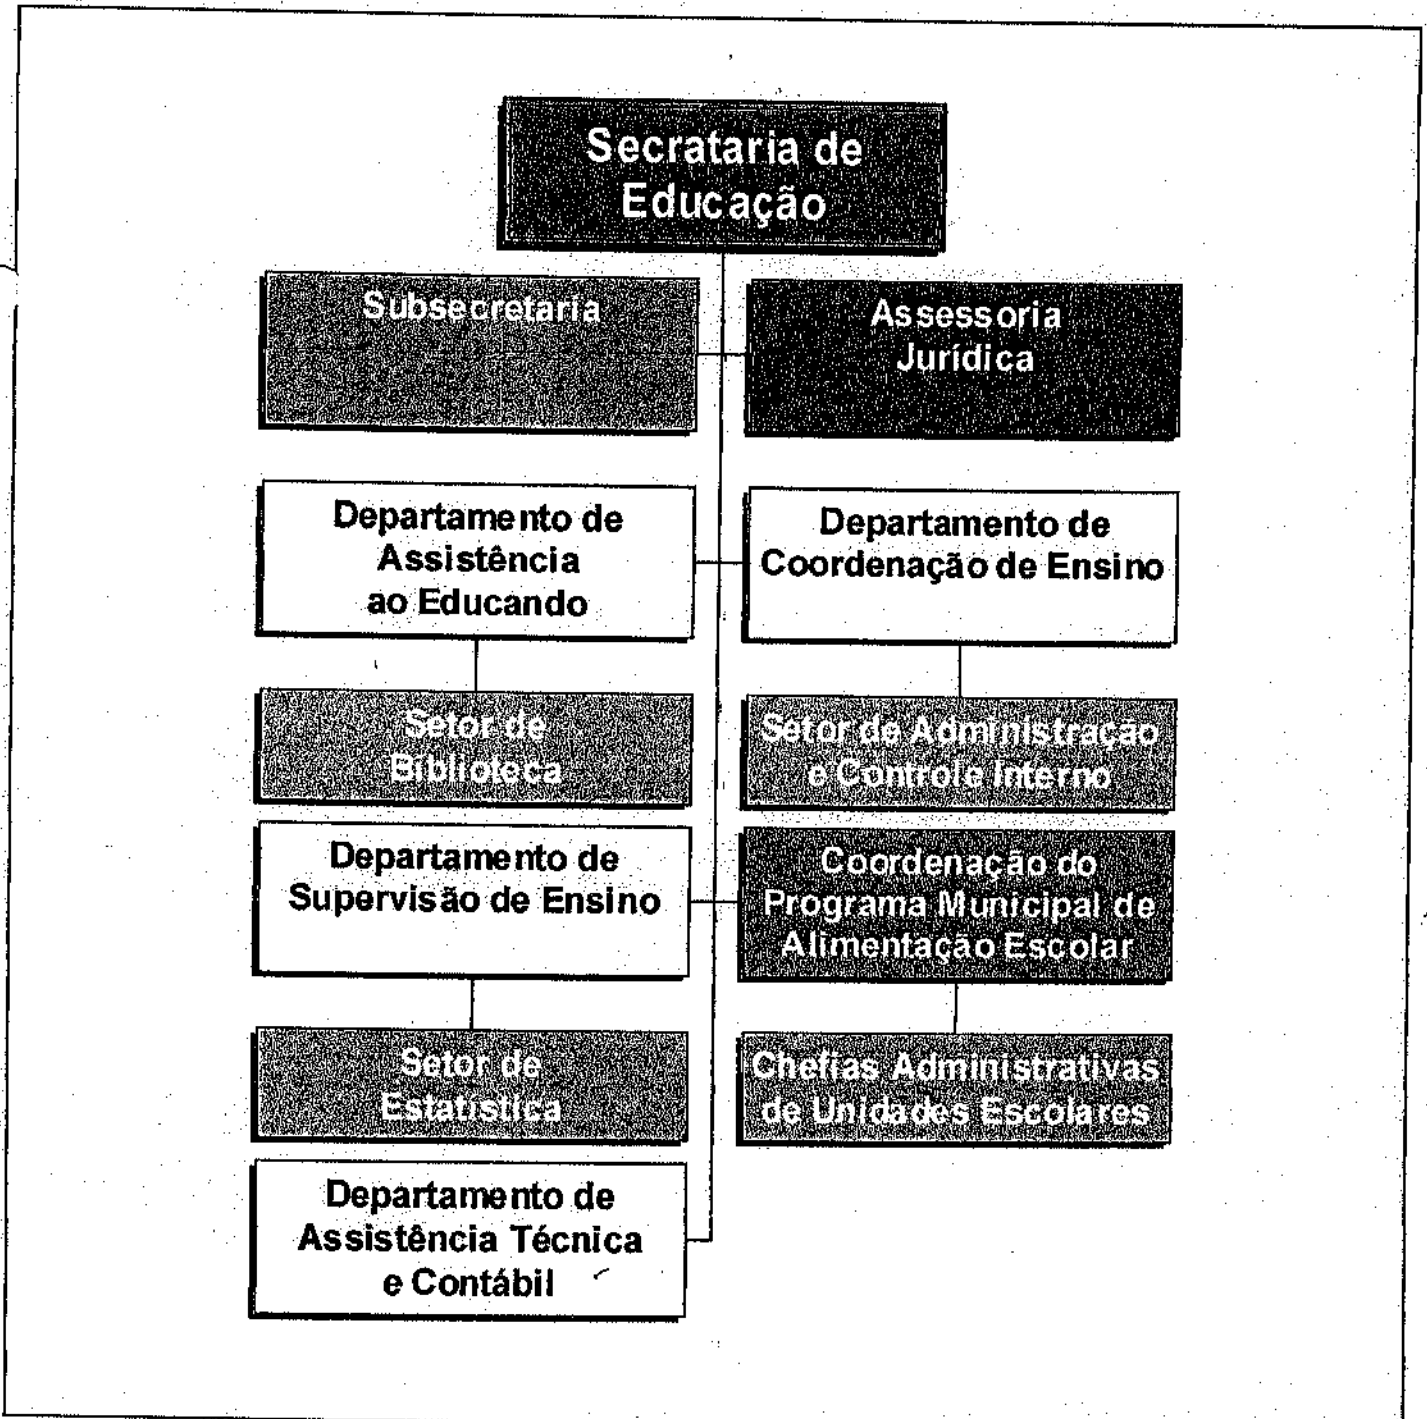 Secrataria de
Educação
Subsecretaria
Assessoria
Jurídica
Departamento de
Assistência
ao Educando
Departamento de
Coordenação de Ensino
Setor de
Biblioteca
Setor de Administração
e Controle Interno
Departamento de
Supervisão de Ensino
Coordenação do
Programa Municipal de
Alimentação Escolar
Setor de
Estatística
Chefias Administrativas
de Unidades Escolares
Departamento de
Assistência Técnica
e Contábil